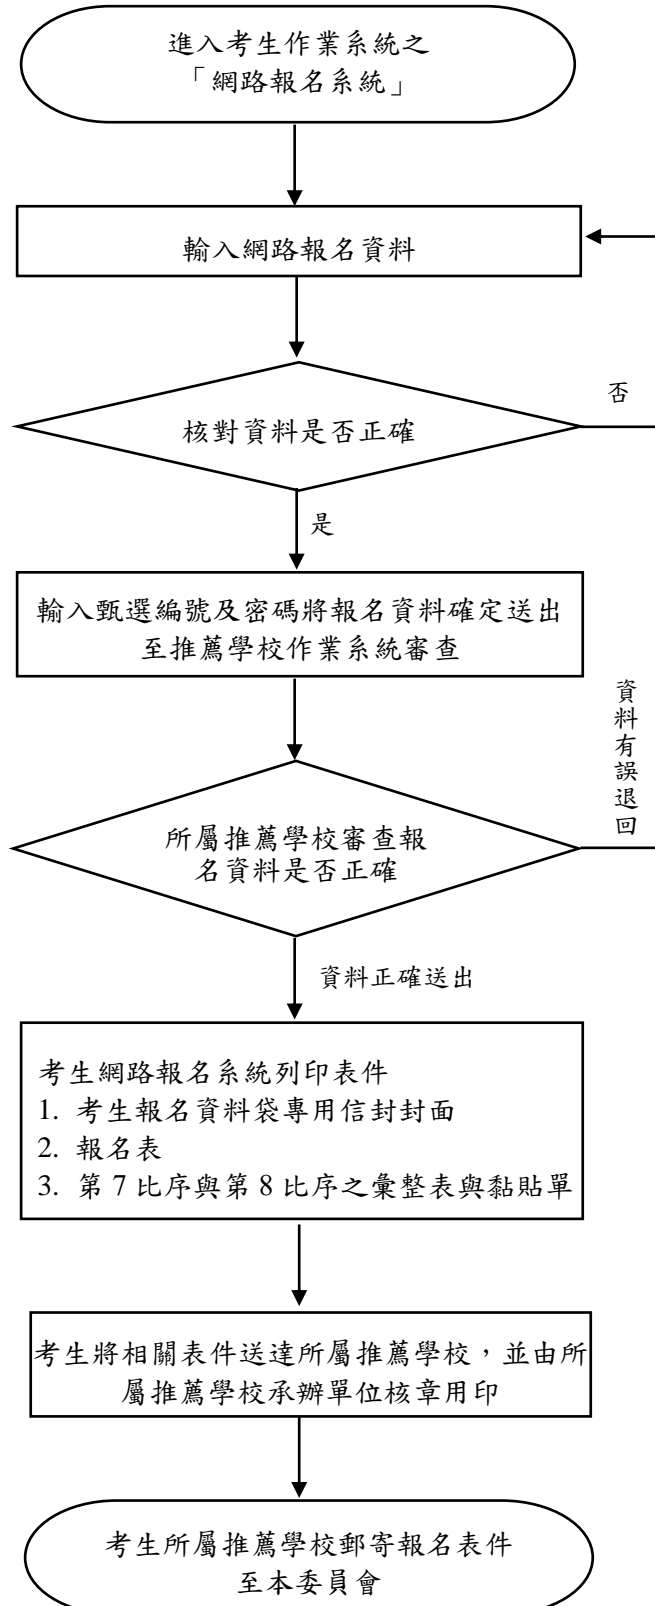 進入考生作業系統之
「網路報名系統」
輸入網路報名資料
核對資料是否正確
否
是
輸入甄選編號及密碼將報名資料確定送出
至推薦學校作業系統審查
資料有誤退回
所屬推薦學校審查報
名資料是否正確
資料正確送出
考生網路報名系統列印表件
1. 考生報名資料袋專用信封封面
2. 報名表
3. 第 7 比序與第 8 比序之彙整表與黏貼單
考生將相關表件送達所屬推薦學校，並由所
屬推薦學校承辦單位核章用印
考生所屬推薦學校郵寄報名表件
至本委員會